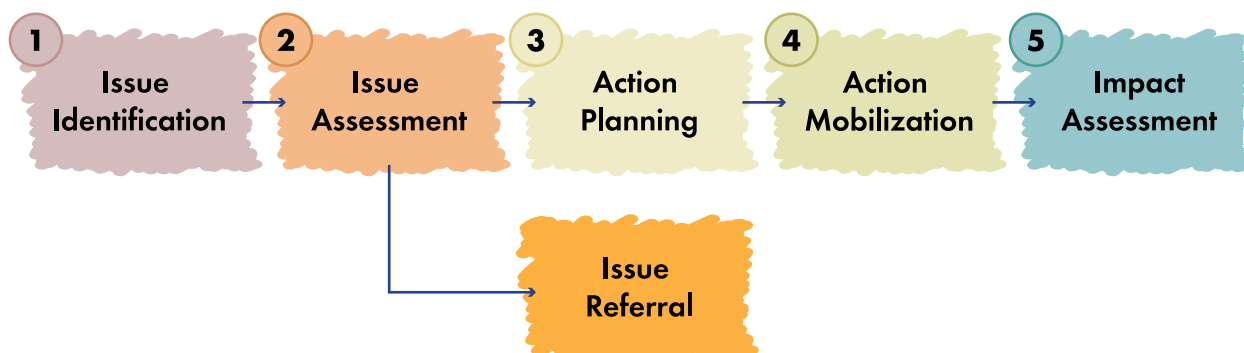 1
Issue
Identification
2
Issue
Assessment
3
Action
Planning
4
Action
Mobilization
5
Impact
Assessment
Issue
Referral